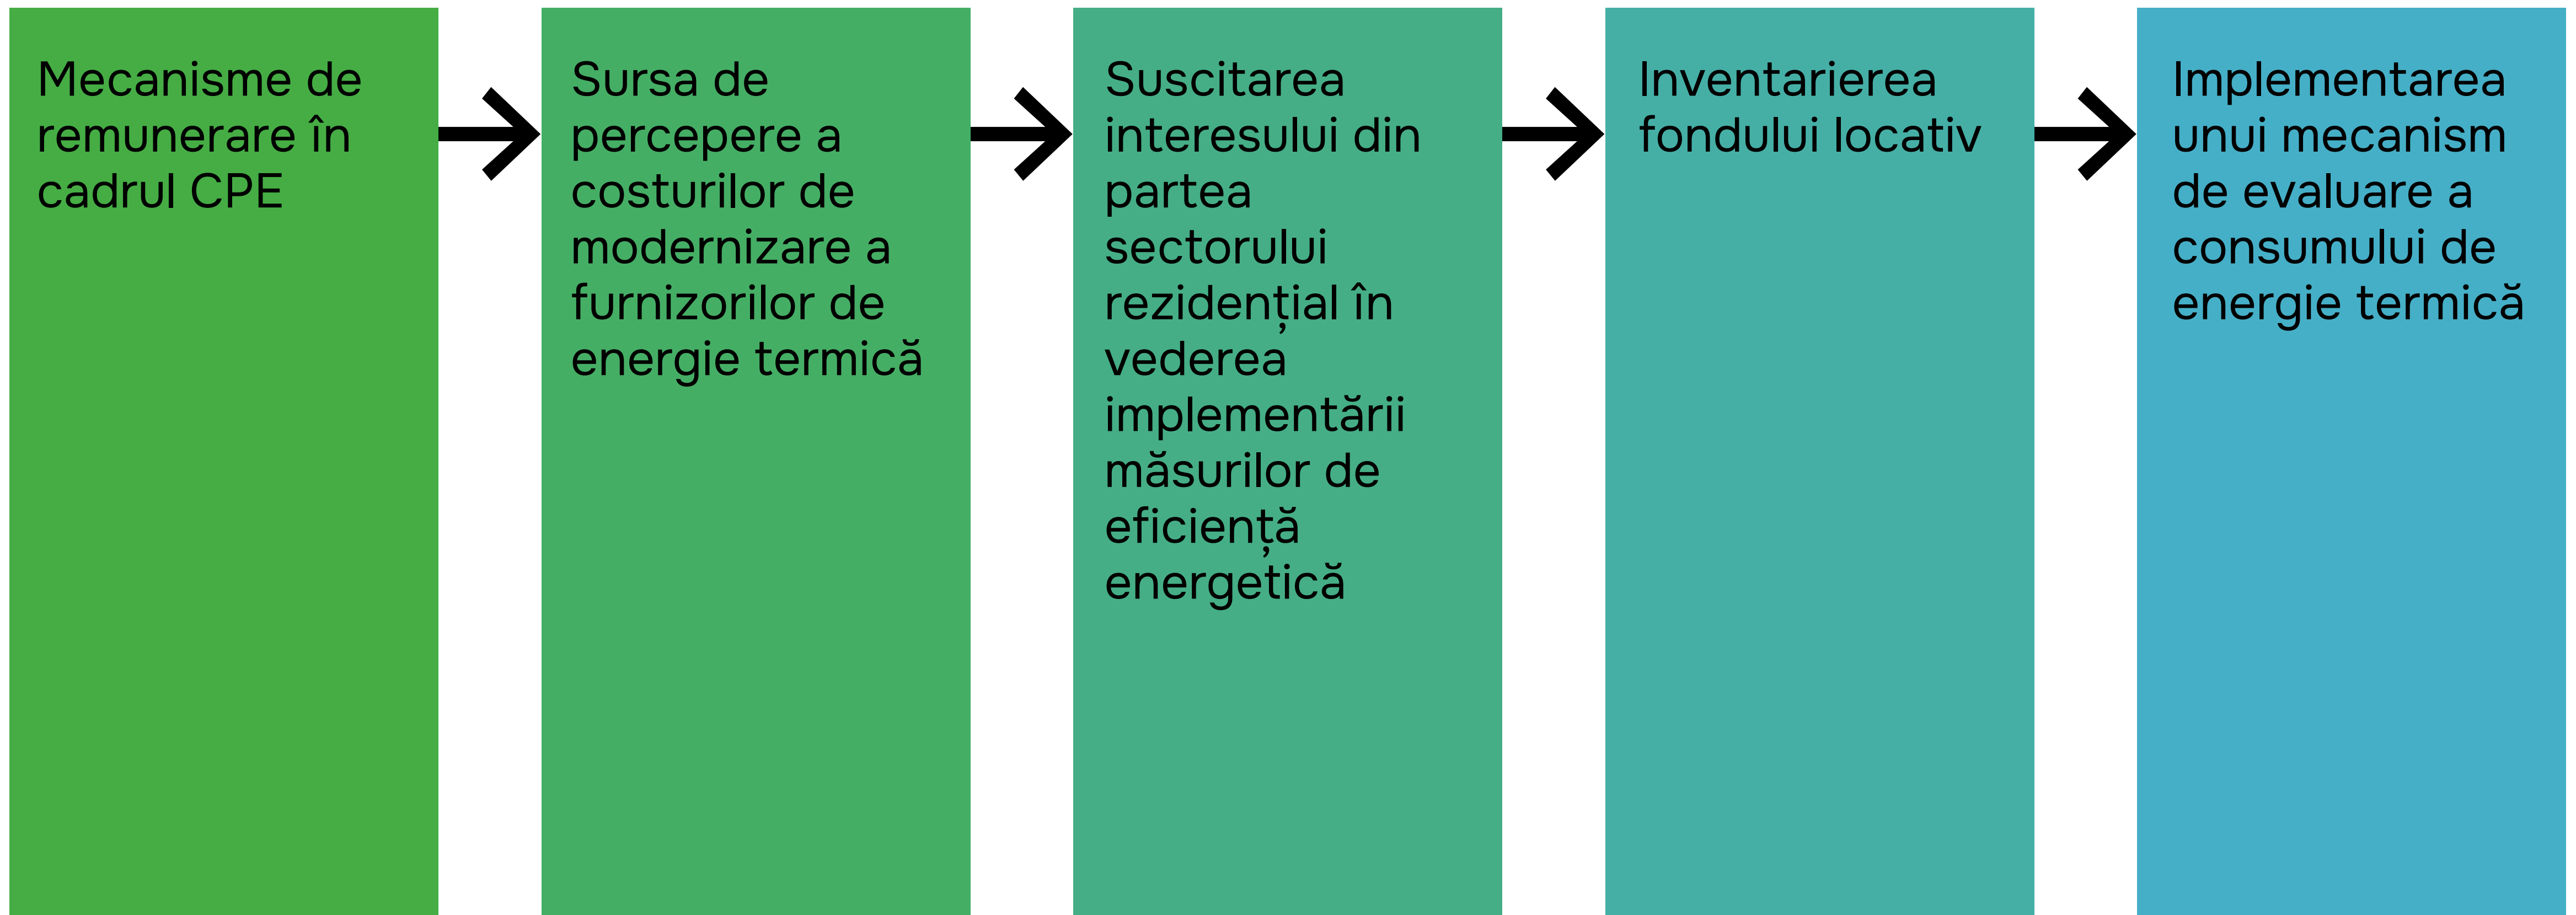 Mecanisme de
remunerare în
cadrul CPE
Sursa de
percepere a
costurilor de
modernizare a
furnizorilor de
energie termică
Suscitarea
interesului din
partea
sectorului
rezidențial în
vederea
implementării
măsurilor de
eficiență
energetică
Inventarierea
fondului locativ
Implementarea
unui mecanism
de evaluare a
consumului de
energie termică